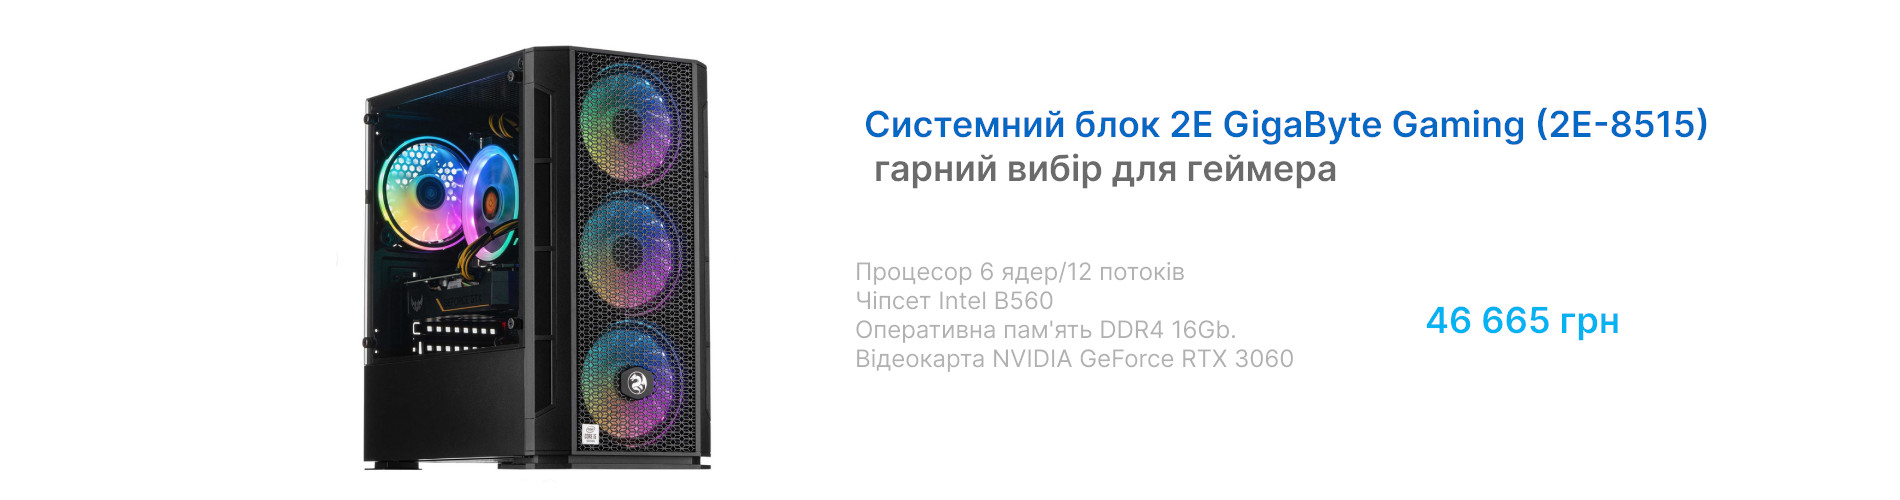 Системний блок 2E GigaByte Gaming (2E-8515)
гарний вибір для геймера
Процесор 6 ядер/12 потоків
Чіпсет Intel B560
Оперативна пам'ять DDR4 16Gb.
Відеокарта NVIDIA GeForce RTX 3060
46 665 грн